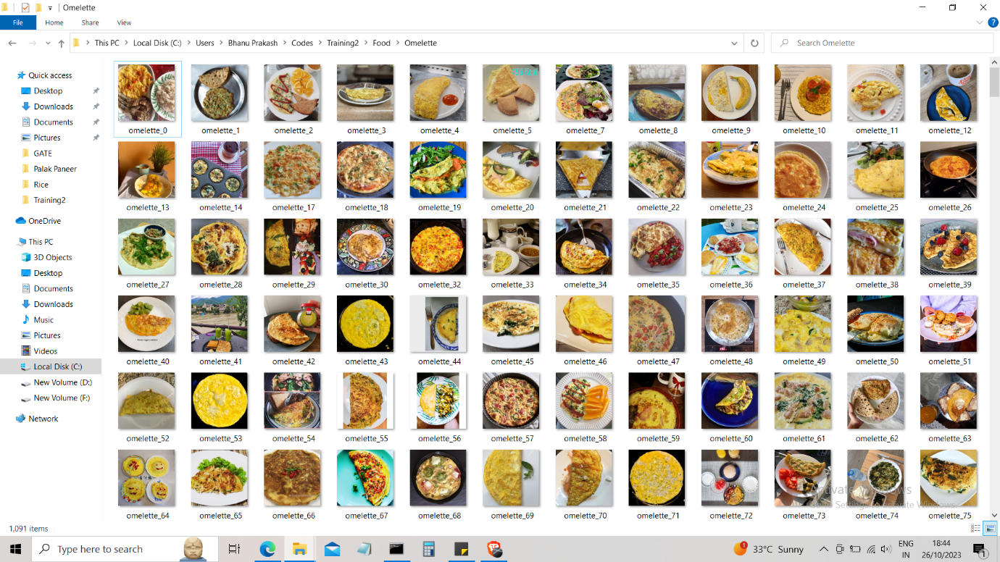 Omelette
File Home Share View
This PC Local Disk (C:) Users Bhanu Prakash Codes Training2 Food Omelette
Search Omelette
Quick access
Desktop
Downloads
Documents
Pictures
GATE
Palak Paneer
Rice
Training2
OneDrive
This PC
3D Objects
Desktop
Documents
Downloads
Music
Pictures
Videos
Local Disk (C:)
New Volume (D:)
New Volume (F:)
Network
omelette_0 omelette_1 omelette_2 omelette_3 omelette_4 omelette_5 omelette_7 omelette_8 omelette_9 omelette_10 omelette_11 omelette_12
omelette_13 omelette_14 omelette_17 omelette_18 omelette_19 omelette_20 omelette_21 omelette_22 omelette_23 omelette_24 omelette_25 omelette_26
omelette_27 omelette_28 omelette_29 omelette_30 omelette_32 omelette_33 omelette_34 omelette_35 omelette_36 omelette_37 omelette_38 omelette_39
omelette_40 omelette_41 omelette_42 omelette_43 omelette_44 omelette_45 omelette_46 omelette_47 omelette_48 omelette_49 omelette_50 omelette_51
omelette_52 omelette_53 omelette_54 omelette_55 omelette_56 omelette_57 omelette_58 omelette_59 omelette_60 omelette_61 omelette_62 omelette_63
omelette_64 omelette_65 omelette_66 omelette_67 omelette_68 omelette_69 omelette_70 omelette_71 omelette_72 omelette_73 omelette_74 omelette_75
Activate Windows
Settings to activate Windows.
1,091 items
Type here to search
33°C Sunny
ENG
IN
18:44
26/10/2023
1